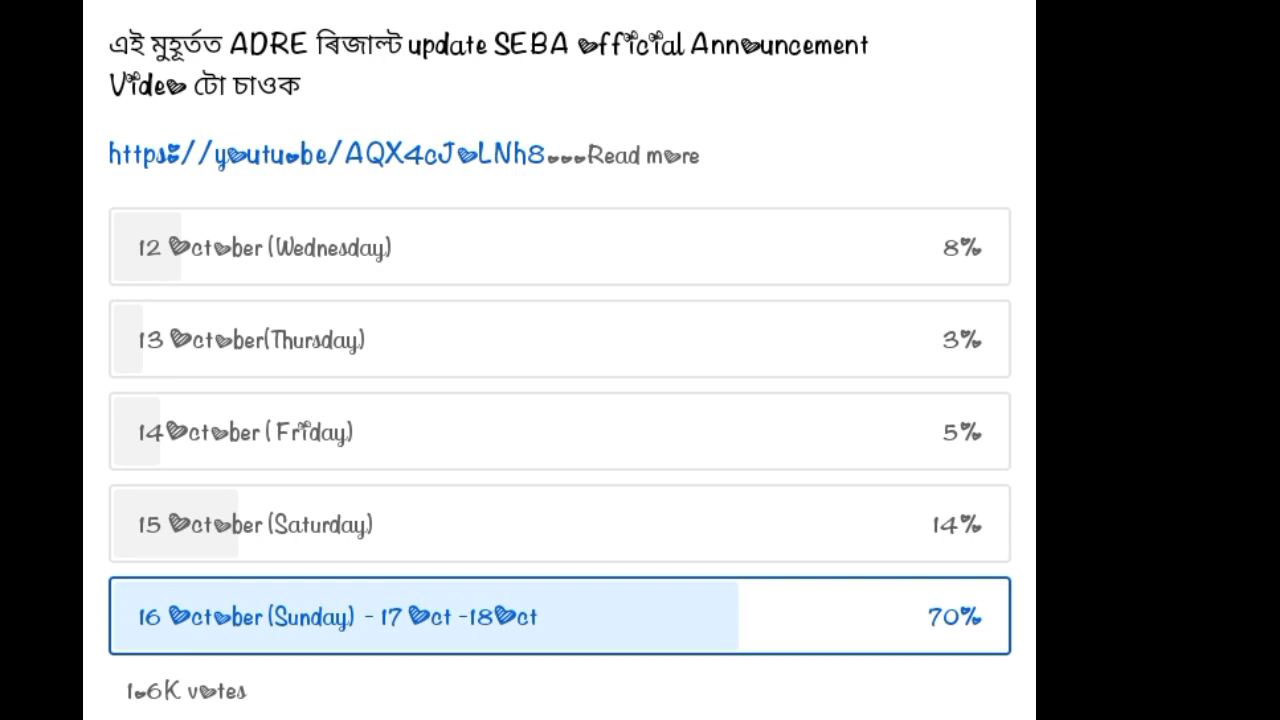 এই মুহূৰ্তত ADRE ৰিজাল্ট update SEBA Official Announcement
Video টো চাওক
https://youtu.be/AQX4cJoLNh8...Read more
12 October (Wednesday) 8%
13 October(Thursday) 3%
14October ( Friday) 5%
15 October (Saturday) 14%
16 October (Sunday) - 17 Oct -18Oct 70%
1.6K votes